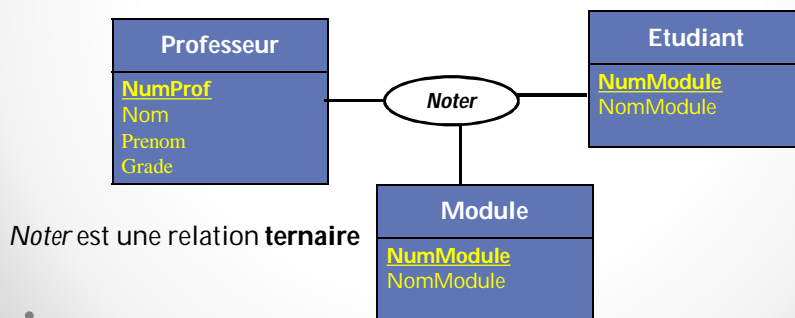 Professeur
NumProf
Nom
Prenom
Grade
Noter
Etudiant
NumModule
NomModule
Module
NumModule
NomModule
Noter est une relation ternaire